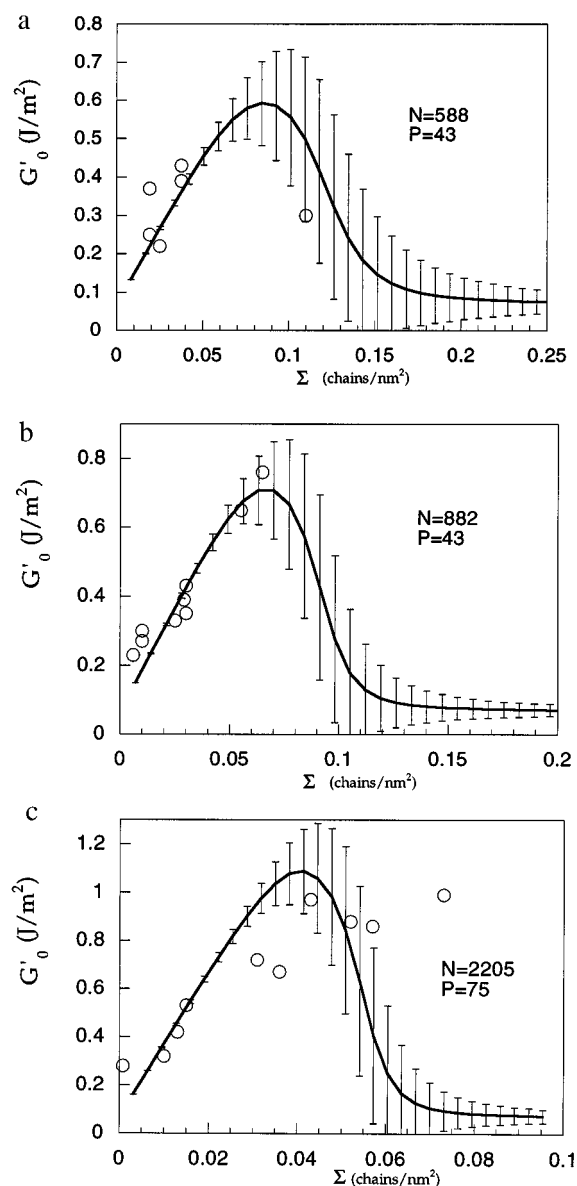 a
0.8
0.7
0.6
0.5
0.4
0.3
0.2
0.1
0
G'₀ (J/m²)
N=588
P=43
0 0.05 0.1 0.15 0.2 0.25
Σ (chains/nm²)
b
0.8
0.6
0.4
0.2
0
G'₀ (J/m²)
N=882
P=43
0 0.05 0.1 0.15 0.2
Σ (chains/nm²)
c
1.2
1
0.8
0.6
0.4
0.2
0
G'₀ (J/m²)
N=2205
P=75
0 0.02 0.04 0.06 0.08 0.1
Σ (chains/nm²)